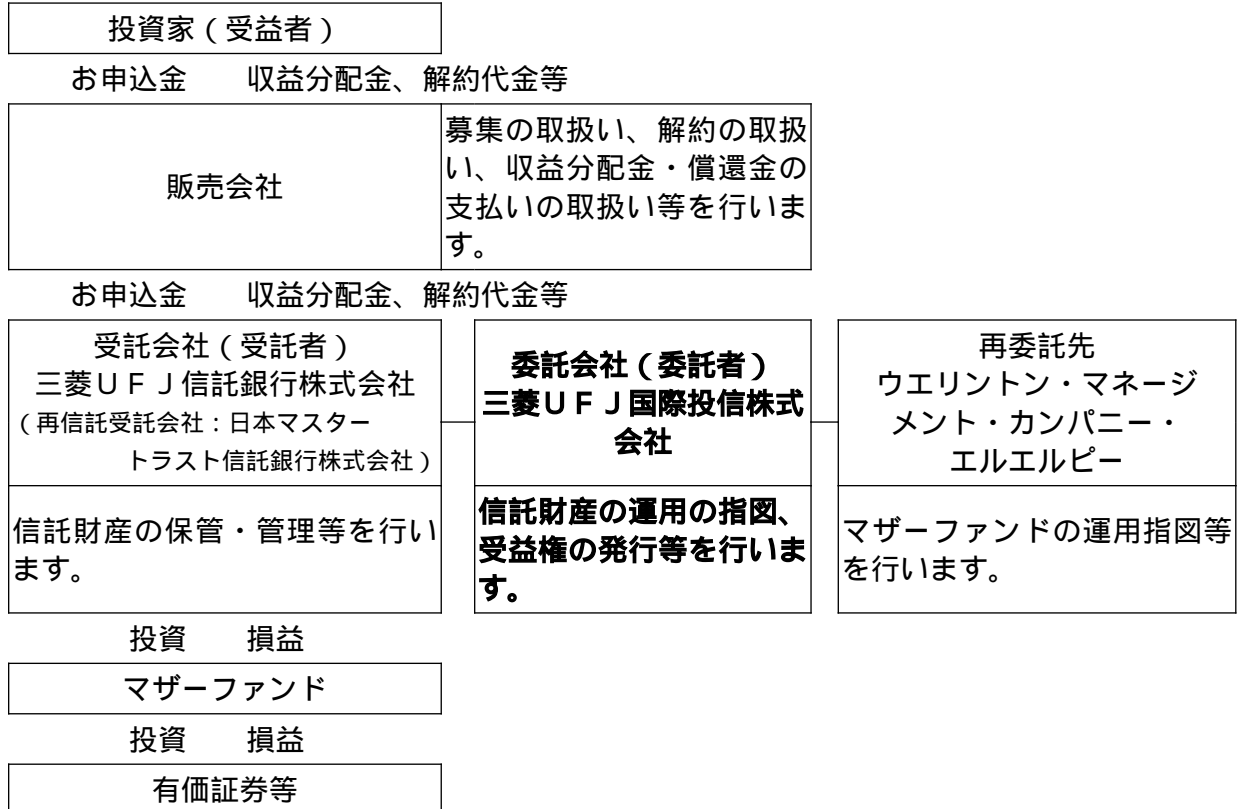 投資家（受益者）
お申込金　　収益分配金、解約代金等
販売会社
募集の取扱い、解約の取扱
い、収益分配金・償還金の
支払いの取扱い等を行いま
す。
お申込金　　収益分配金、解約代金等
受託会社（受託者）
三菱ＵＦＪ信託銀行株式会社
（再信託受託会社：日本マスター
トラスト信託銀行株式会社）
委託会社（委託者）
三菱ＵＦＪ国際投信株式
会社
再委託先
ウエリントン・マネージ
メント・カンパニー・
エルエルピー
信託財産の保管・管理等を行い
ます。
信託財産の運用の指図、
受益権の発行等を行いま
す。
マザーファンドの運用指図等
を行います。
投資　　損益
マザーファンド
投資　　損益
有価証券等